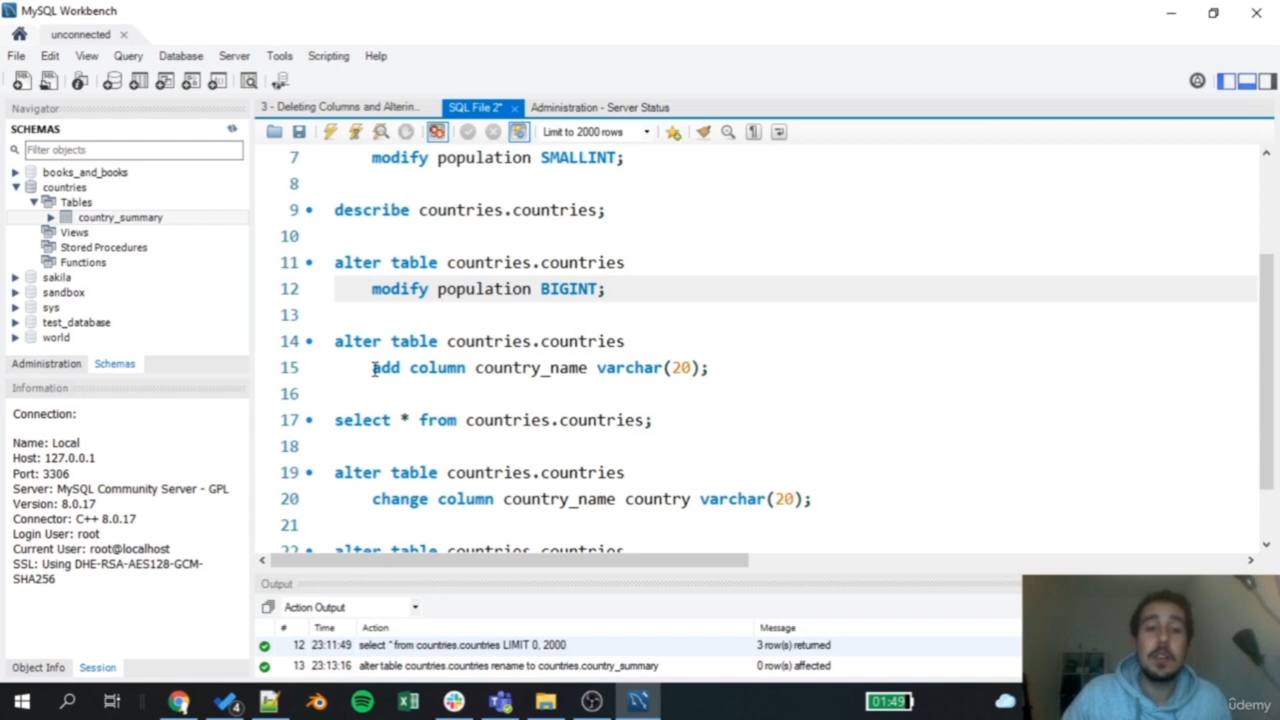 MySQL Workbench
unconnected
File Edit View Query Database Server Tools Scripting Help
Navigator
SCHEMAS
Filter objects
books_and_books
countries
Tables
country_summary
Views
Stored Procedures
Functions
sakila
sandbox
sys
test_database
world
Administration Schemas
Information
Connection:
Name: Local
Host: 127.0.0.1
Port: 3306
Server: MySQL Community Server - GPL
Version: 8.0.17
Connector: C++ 8.0.17
Login User: root
Current User: root@localhost
SSL: Using DHE-RSA-AES128-GCM-
SHA256
Object Info Session
3 - Deleting Columns and Alterin... SQL File 2* Administration - Server Status
Limit to 2000 rows
7 modify population SMALLINT;
8
9 describe countries.countries;
10
11 alter table countries.countries
12 modify population BIGINT;
13
14 alter table countries.countries
15 add column country_name varchar(20);
16
17 select * from countries.countries;
18
19 alter table countries.countries
20 change column country_name country varchar(20);
21
22 alter table countries.countries
Output
Action Output
# Time Action Message
12 23:11:49 select * from countries.countries LIMIT 0, 2000 3 row(s) returned
13 23:13:16 alter table countries.countries rename to countries.country_summary 0 row(s) affected
4
01:49
ûdemy